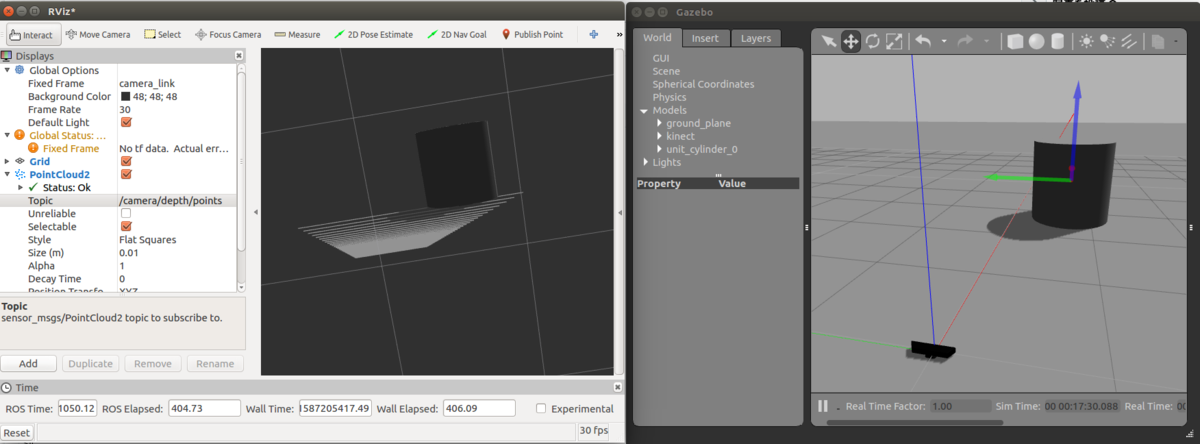 RViz*
Interact Move Camera Select Focus Camera Measure 2D Pose Estimate 2D Nav Goal Publish Point »
Displays
Global Options
Fixed Frame camera_link
Background Color 48; 48; 48
Frame Rate 30
Default Light
Global Status: ...
Fixed Frame No tf data. Actual err...
Grid
PointCloud2
Status: Ok
Topic /camera/depth/points
Unreliable
Selectable
Style Flat Squares
Size (m) 0.01
Alpha 1
Decay Time 0
Position Transfo XYZ
Topic
sensor_msgs/PointCloud2 topic to subscribe to.
Add Duplicate Remove Rename
Time
ROS Time: 1050.12 ROS Elapsed: 404.73 Wall Time: 1587205417.49 Wall Elapsed: 406.09 Experimental
Reset 30 fps
Gazebo
World Insert Layers
GUI
Scene
Spherical Coordinates
Physics
Models
ground_plane
kinect
unit_cylinder_0
Lights
Property Value
Real Time Factor: 1.00 Sim Time: 00 00:17:30.088 Real Time: 00